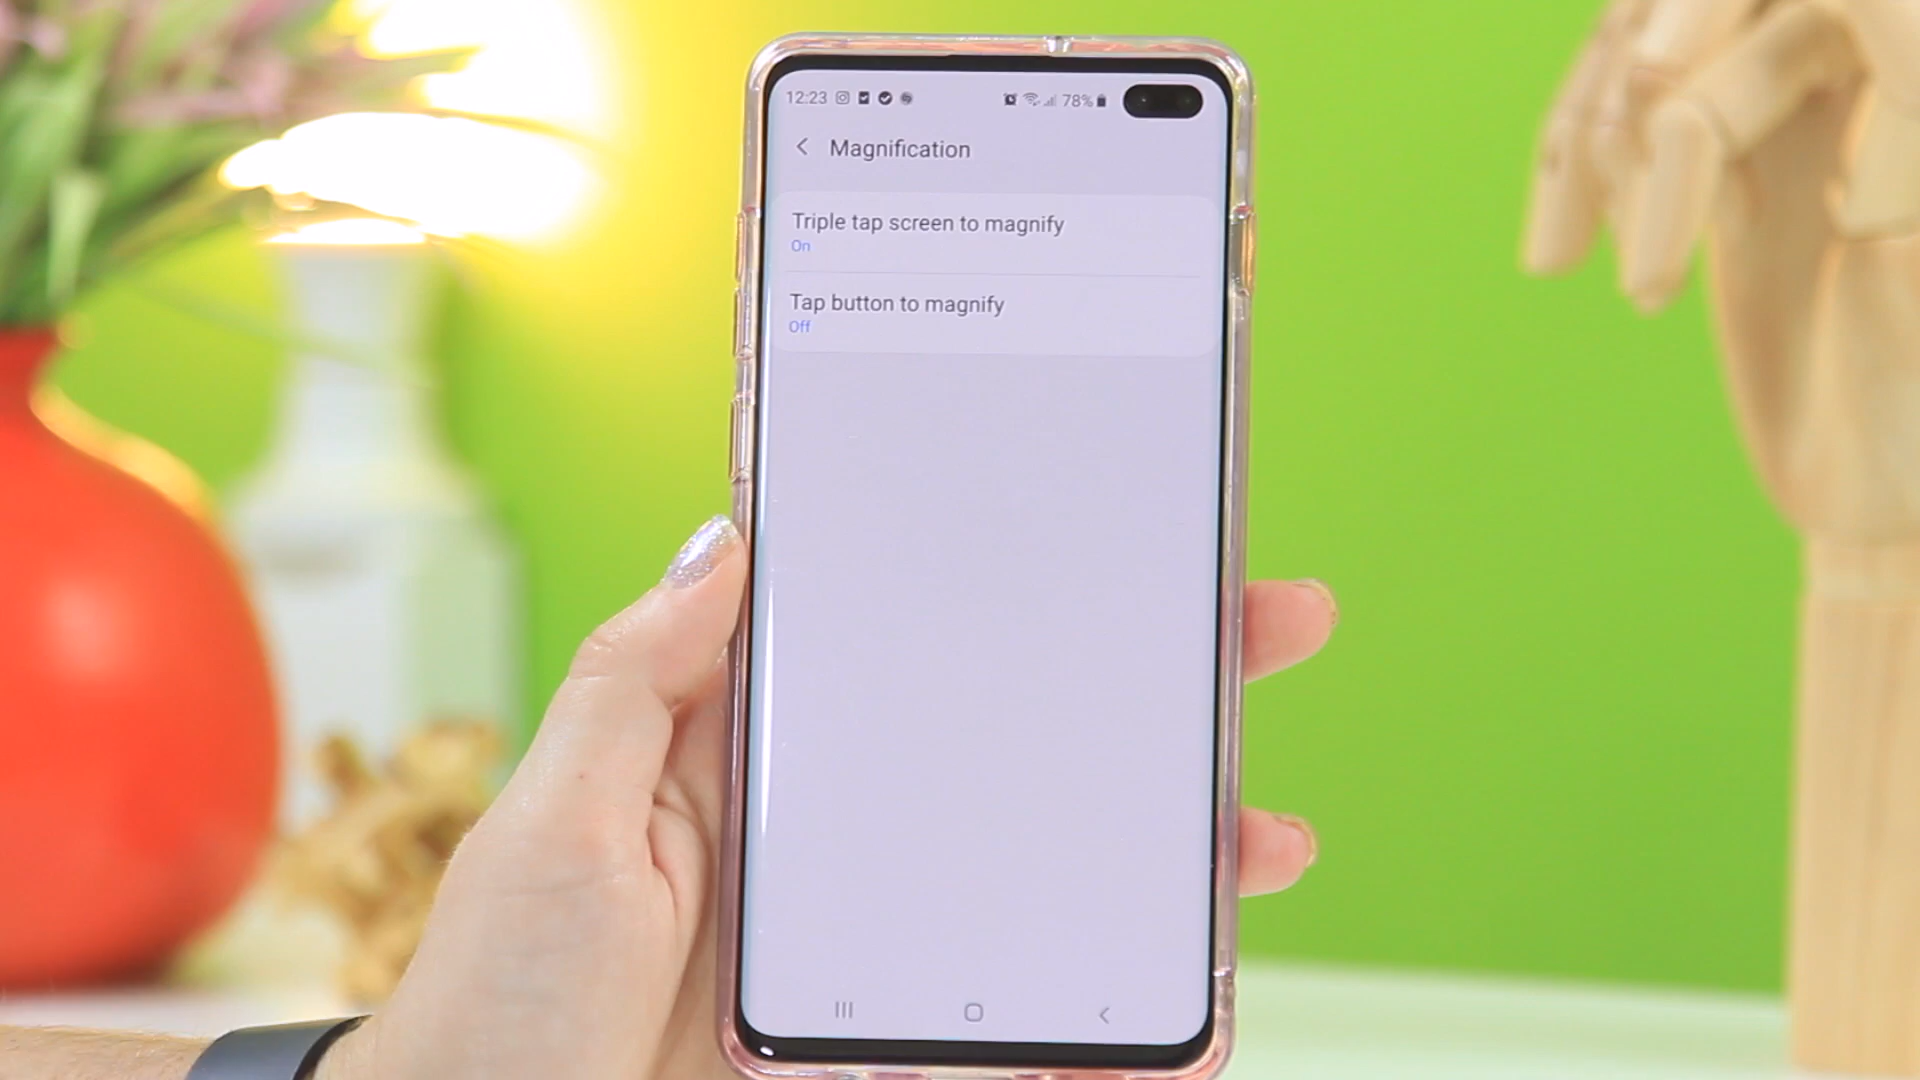 12:23 78%
Magnification
Triple tap screen to magnify
On
Tap button to magnify
Off